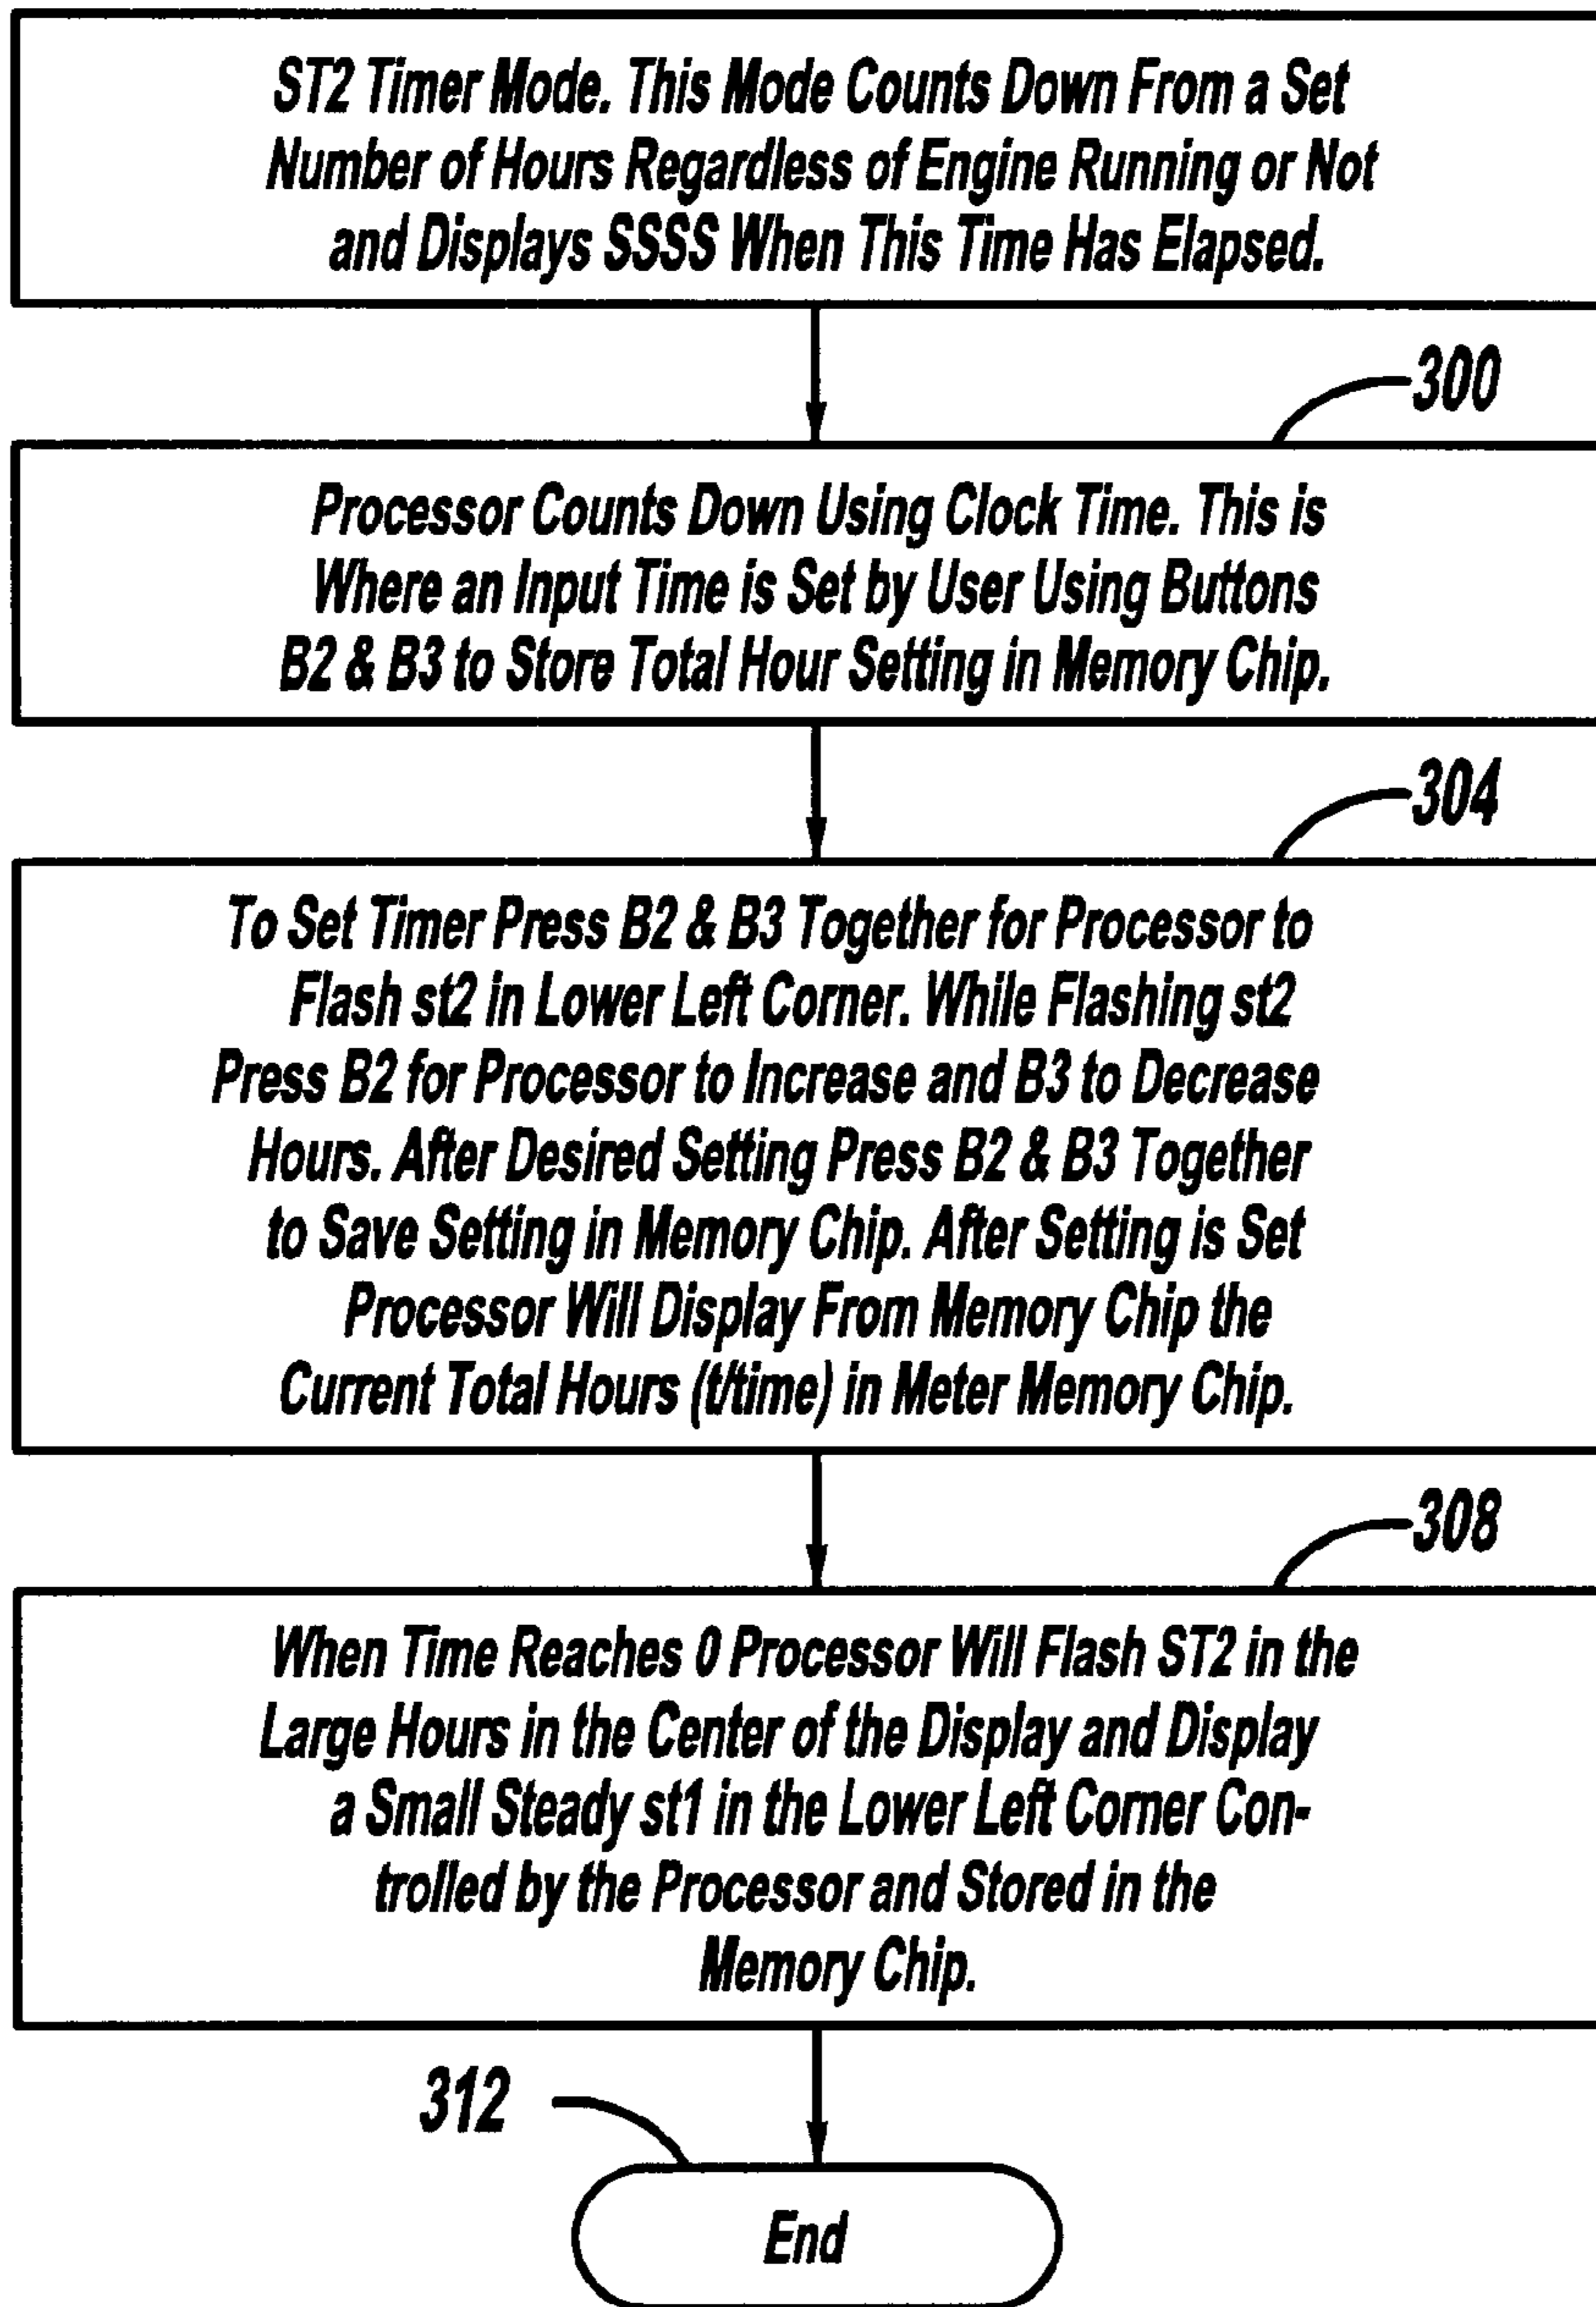 ST2 Timer Mode. This Mode Counts Down From a Set
Number of Hours Regardless of Engine Running or Not
and Displays SSSS When This Time Has Elapsed.
300
Processor Counts Down Using Clock Time. This is
Where an Input Time is Set by User Using Buttons
B2 & B3 to Store Total Hour Setting in Memory Chip.
304
To Set Timer Press B2 & B3 Together for Processor to
Flash st2 in Lower Left Corner. While Flashing st2
Press B2 for Processor to Increase and B3 to Decrease
Hours. After Desired Setting Press B2 & B3 Together
to Save Setting in Memory Chip. After Setting is Set
Processor Will Display From Memory Chip the
Current Total Hours (t/time) in Meter Memory Chip.
308
When Time Reaches 0 Processor Will Flash ST2 in the
Large Hours in the Center of the Display and Display
a Small Steady st1 in the Lower Left Corner Con-
trolled by the Processor and Stored in the
Memory Chip.
312
End